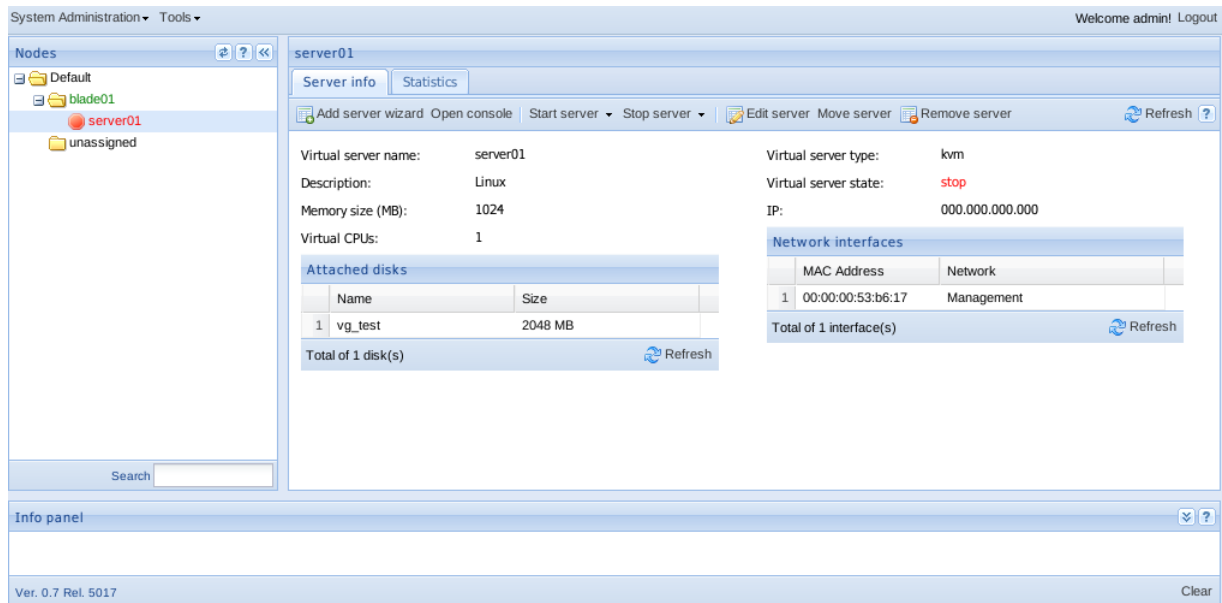 System Administration Tools Welcome admin! Logout
Nodes
Default
blade01
server01
unassigned
Search
server01
Server info Statistics
Add server wizard Open console Start server Stop server Edit server Move server Remove server Refresh ?
Virtual server name: server01
Description: Linux
Memory size (MB): 1024
Virtual CPUs: 1
Attached disks
Name Size
1 vg_test 2048 MB
Total of 1 disk(s) Refresh
Virtual server type: kvm
Virtual server state: stop
IP: 000.000.000.000
Network interfaces
MAC Address Network
1 00:00:00:53:b6:17 Management
Total of 1 interface(s) Refresh
Info panel ?
Ver. 0.7 Rel. 5017 Clear